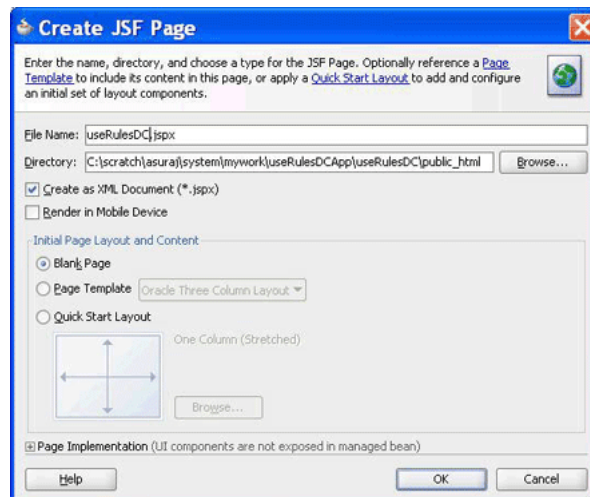 Create JSF Page
Enter the name, directory, and choose a type for the JSF Page. Optionally reference a Page
Template to include its content in this page, or apply a Quick Start Layout to add and configure
an initial set of layout components.
File Name: useRulesDC.jspx
Directory: C:\scratch\asuraj\system\mywork\useRulesDCApp\useRulesDC\public_html Browse...
Create as XML Document (*.jspx)
Render in Mobile Device
Initial Page Layout and Content
Blank Page
Page Template Oracle Three Column Layout
Quick Start Layout
One Column (Stretched)
Browse...
Page Implementation (UI components are not exposed in managed bean)
Help OK Cancel